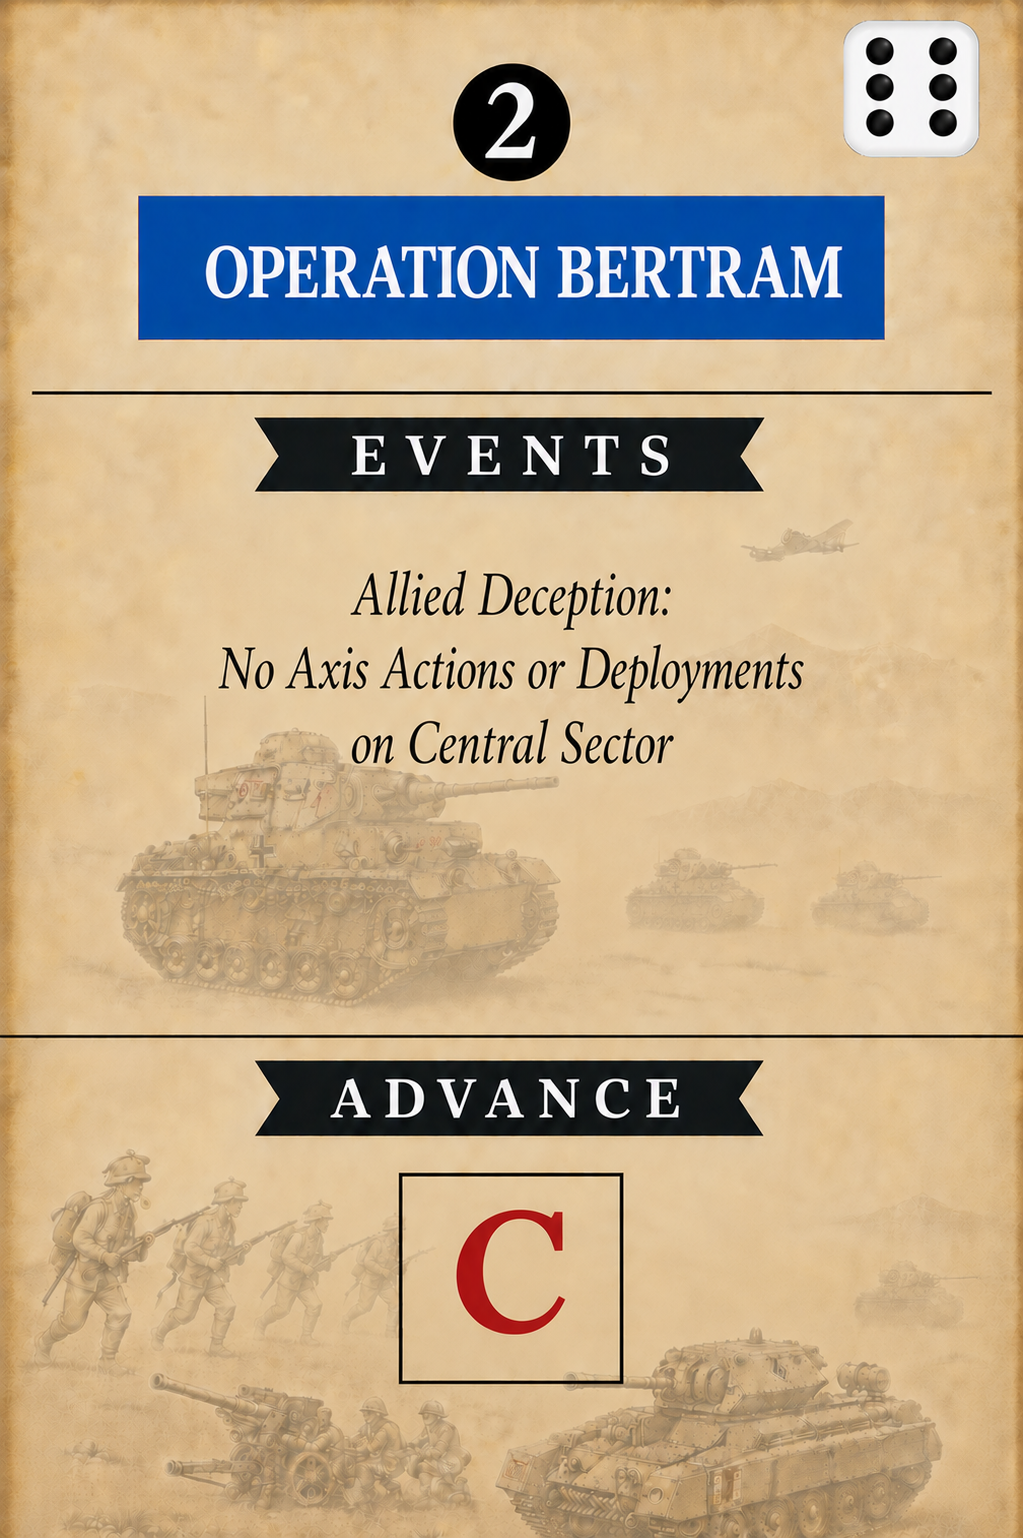 2
OPERATION BERTRAM
EVENTS
Allied Deception:
No Axis Actions or Deployments
on Central Sector
ADVANCE
C